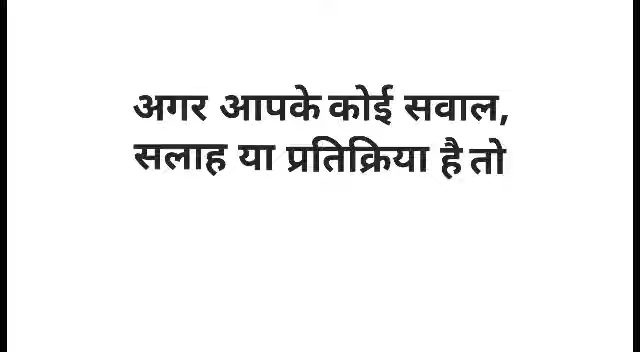 अगर आपके कोई सवाल,
सलाह या प्रतिक्रिया है तो